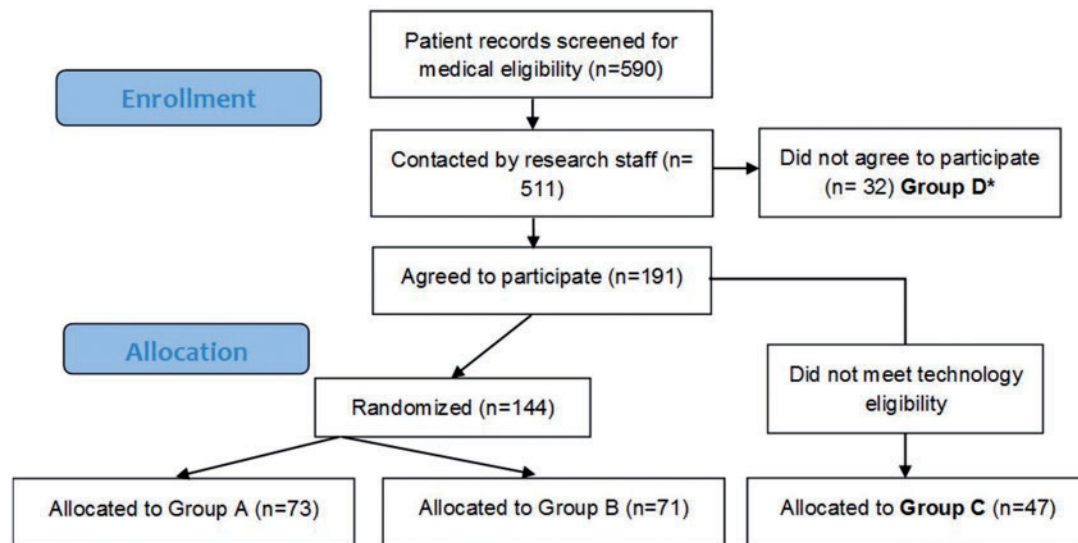 Patient records screened for
medical eligibility (n=590)
Enrollment
Contacted by research staff (n=
511)
Did not agree to participate
(n= 32) Group D*
Agreed to participate (n=191)
Allocation
Did not meet technology
eligibility
Randomized (n=144)
Allocated to Group A (n=73)
Allocated to Group B (n=71)
Allocated to Group C (n=47)